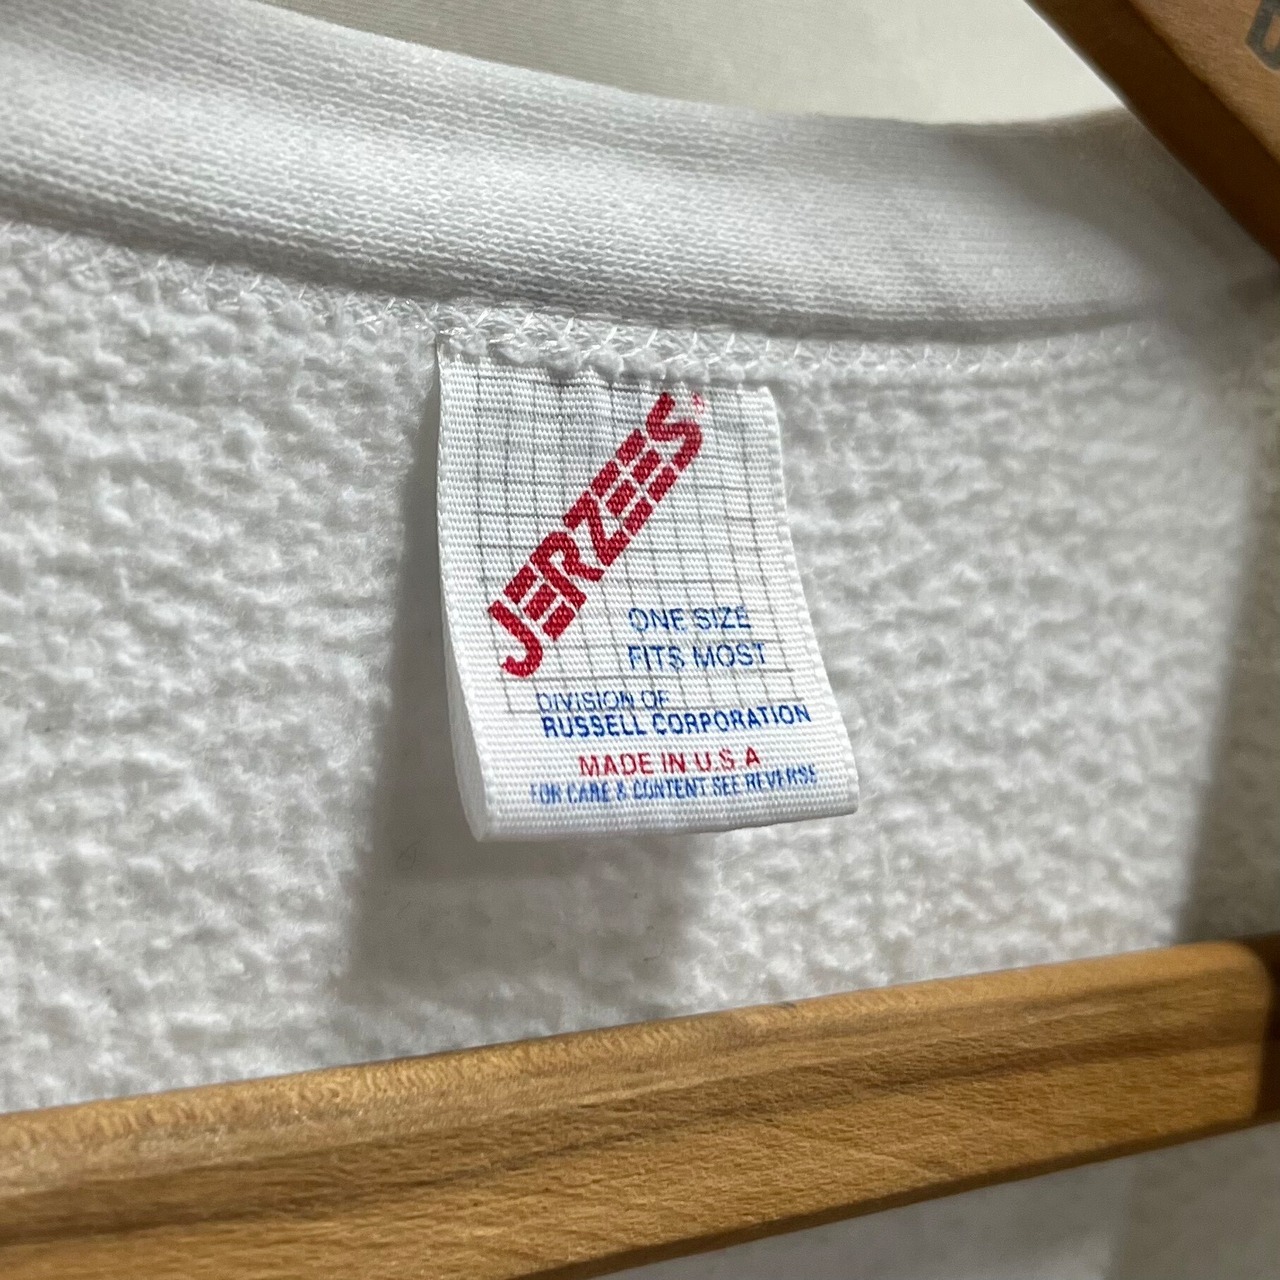 JERZEES®
ONE SIZE
FITS MOST
DIVISION OF
RUSSELL CORPORATION
MADE IN U.S.A
FOR CARE & CONTENT SEE REVERSE